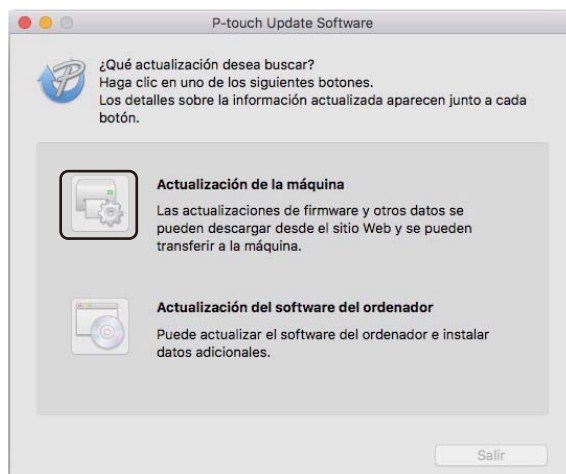 P-touch Update Software
¿Qué actualización desea buscar?
Haga clic en uno de los siguientes botones.
Los detalles sobre la información actualizada aparecen junto a cada
botón.
Actualización de la máquina
Las actualizaciones de firmware y otros datos se
pueden descargar desde el sitio Web y se pueden
transferir a la máquina.
Actualización del software del ordenador
Puede actualizar el software del ordenador e instalar
datos adicionales.
Salir